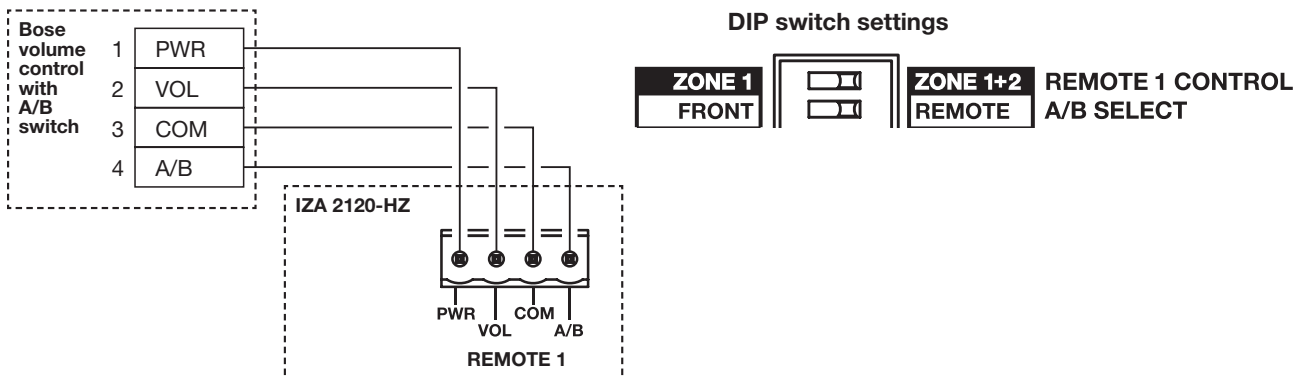 Bose
volume
control
with
A/B
switch
1 PWR
2 VOL
3 COM
4 A/B
IZA 2120-HZ
PWR
VOL
COM
A/B
REMOTE 1
DIP switch settings
ZONE 1 ZONE 1+2 REMOTE 1 CONTROL
FRONT REMOTE A/B SELECT